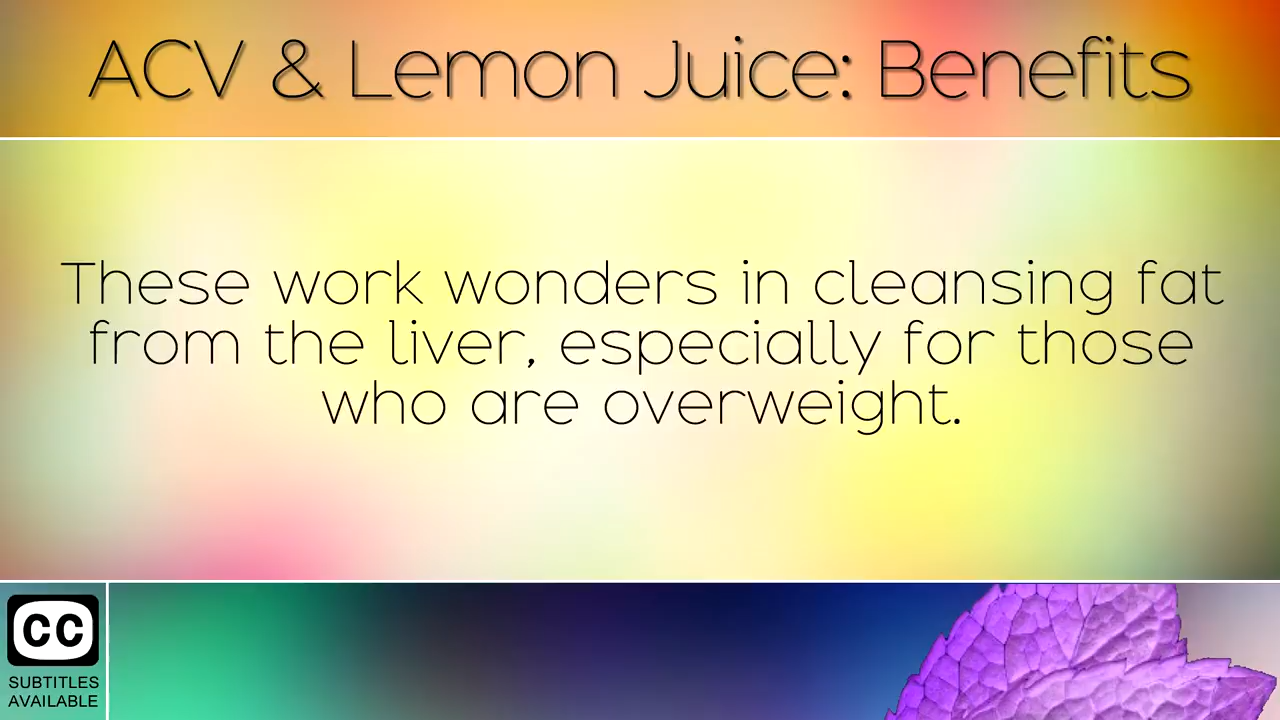 ACV & Lemon Juice: Benefits
These work wonders in cleansing fat
from the liver, especially for those
who are overweight.
CC
SUBTITLES
AVAILABLE